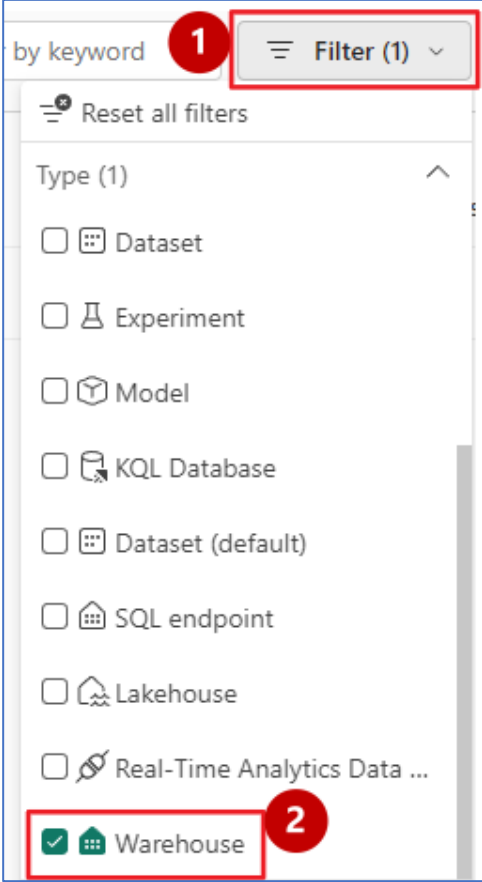 by keyword
1
Filter (1)
Reset all filters
Type (1)
Dataset
Experiment
Model
KQL Database
Dataset (default)
SQL endpoint
Lakehouse
Real-Time Analytics Data ...
Warehouse
2